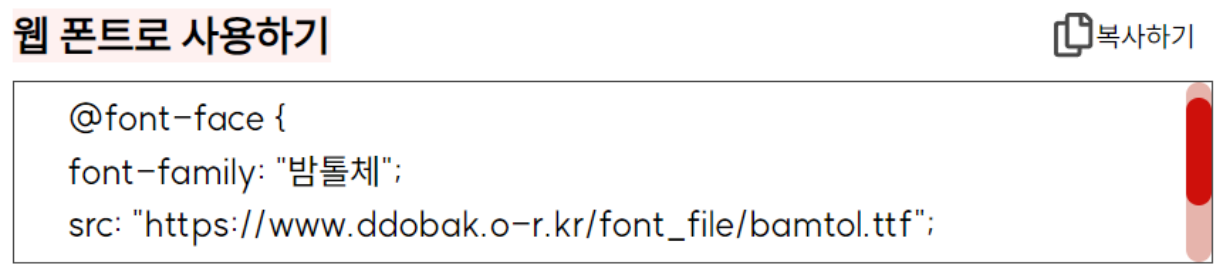 웹 폰트로 사용하기
복사하기
@font-face {
font-family: "밤톨체";
src: "https://www.ddobak.o-r.kr/font_file/bamtol.ttf";